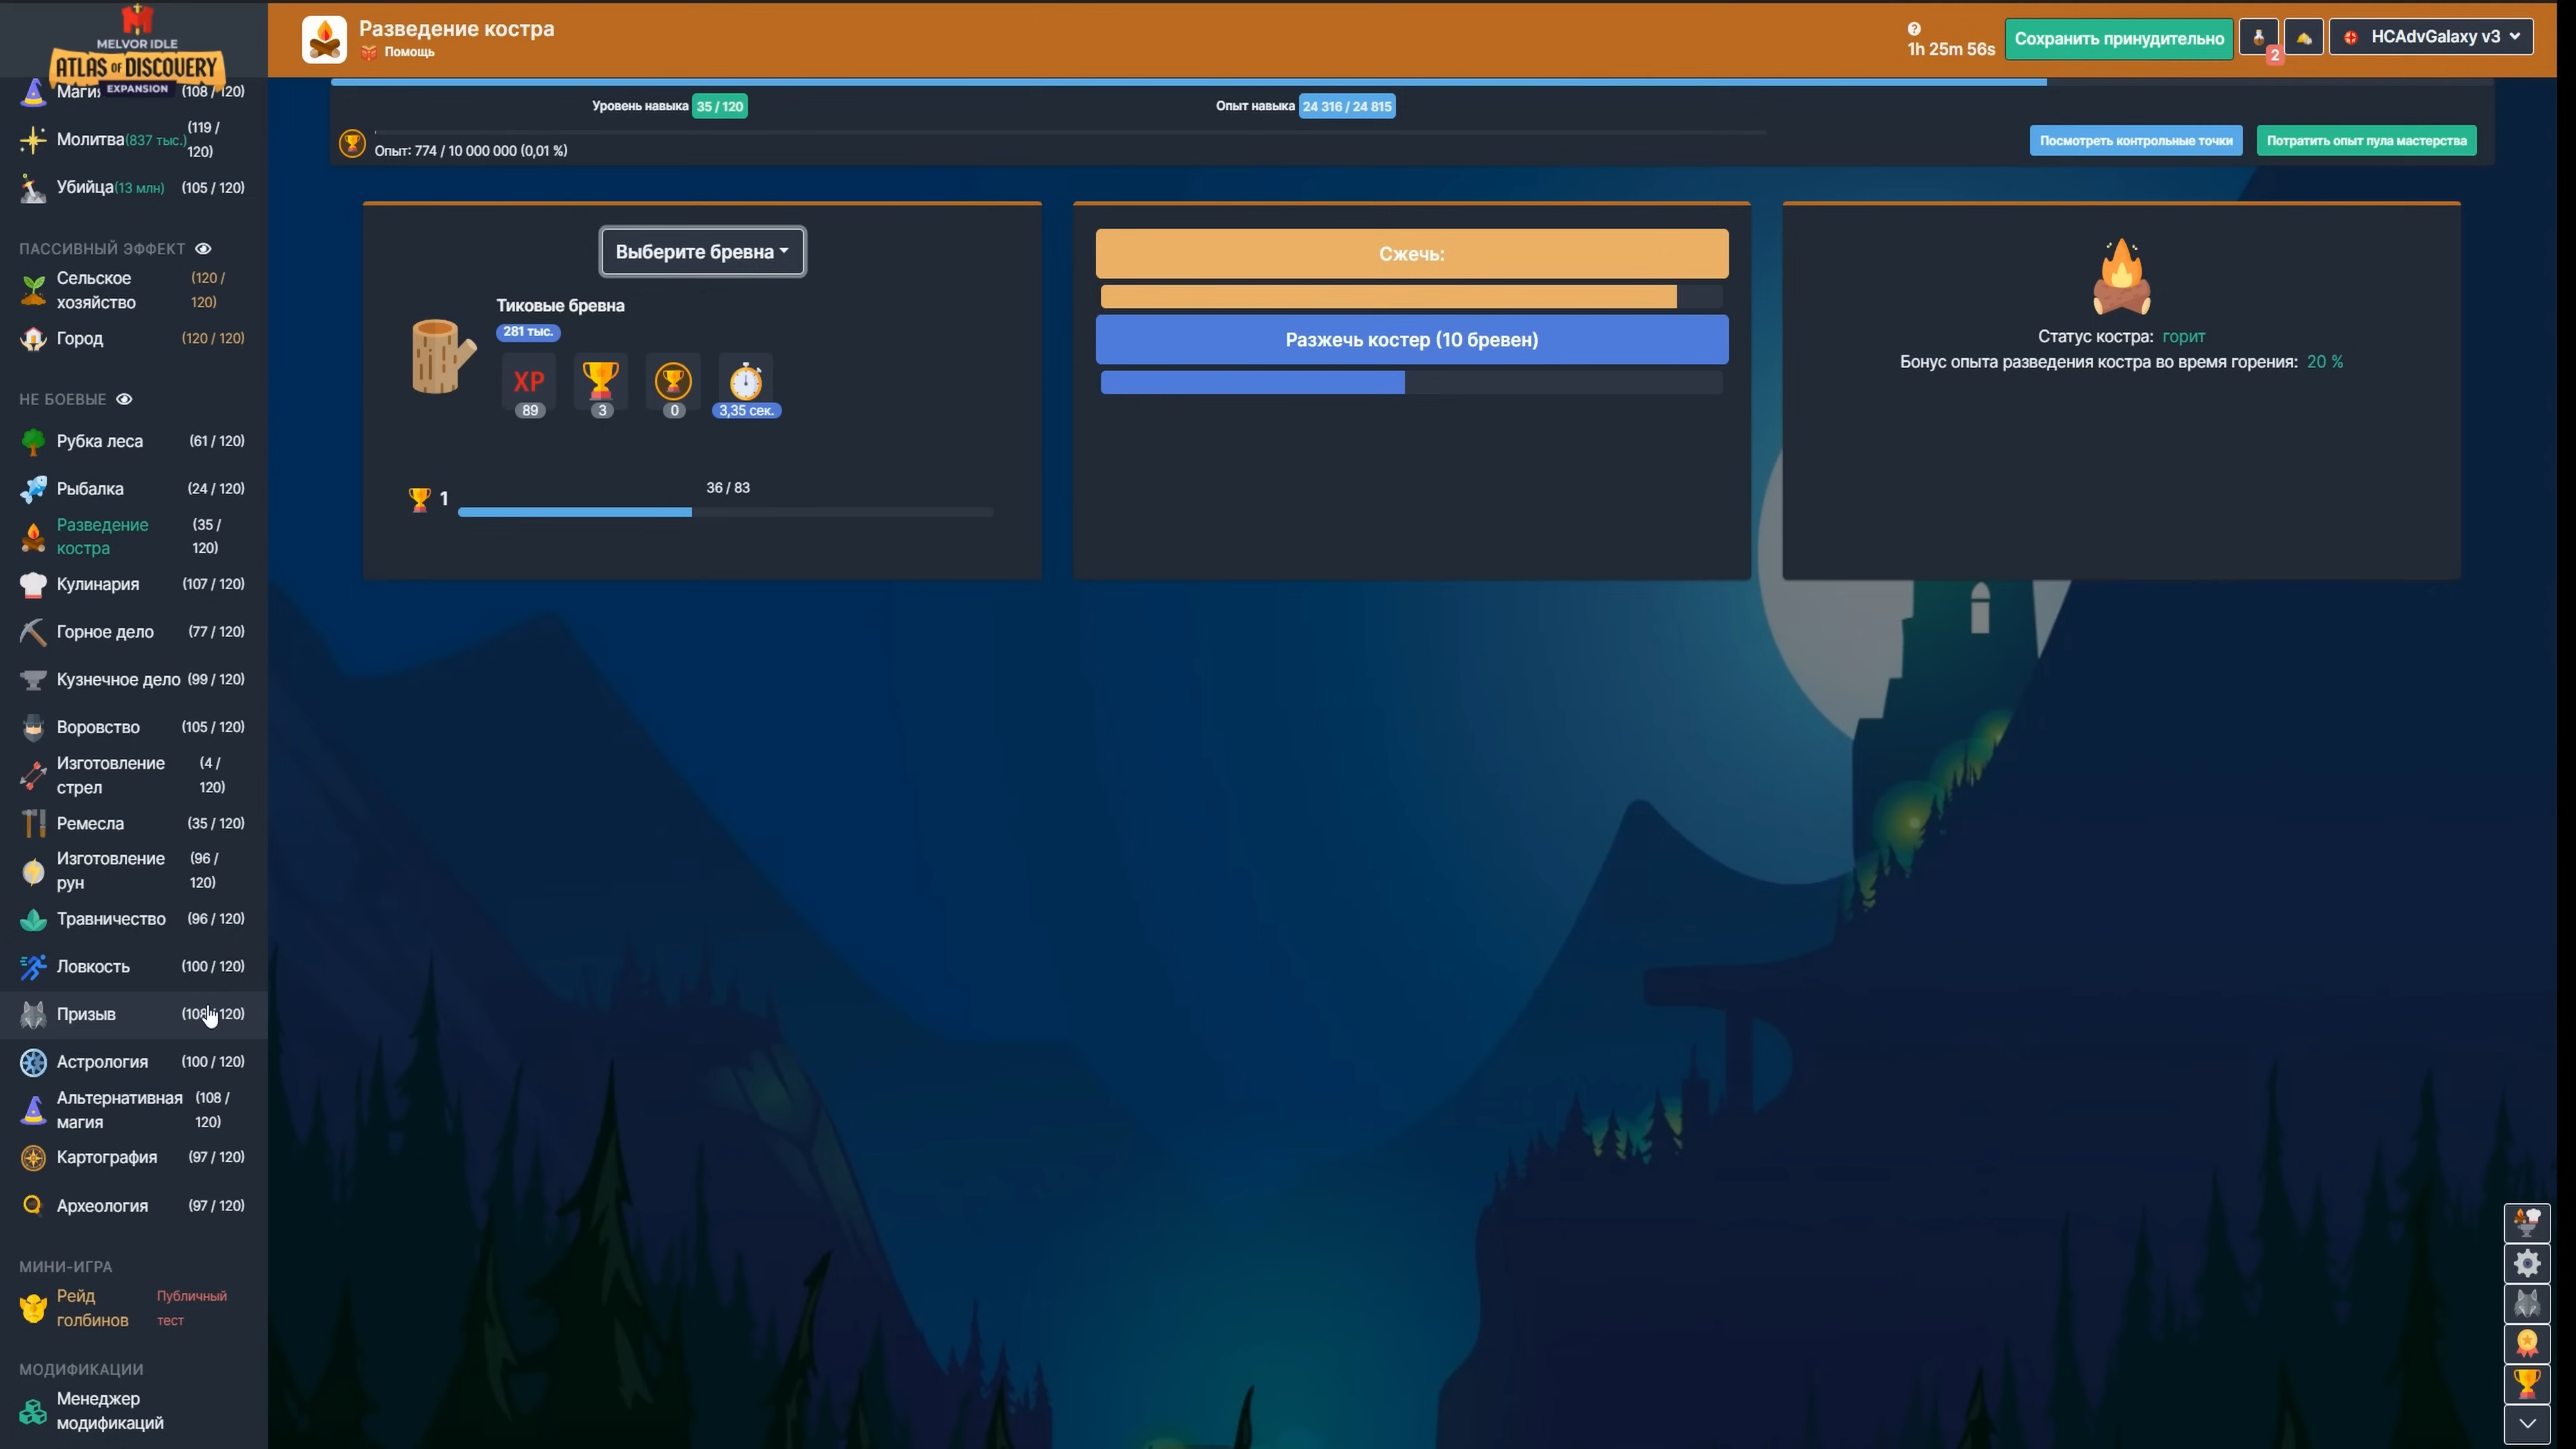 MELVOR IDLE
ATLAS OF DISCOVERY
EXPANSION
Разведение костра
Помощь
1h 25m 56s
Сохранить принудительно
2
HCAdvGalaxy v3
Магия (108 / 120)
Молитва (837 тыс.) (119 / 120)
Убийца (13 млн) (105 / 120)
ПАССИВНЫЙ ЭФФЕКТ
Сельское хозяйство (120 / 120)
Город (120 / 120)
НЕ БОЕВЫЕ
Рубка леса (61 / 120)
Рыбалка (24 / 120)
Разведение костра (35 / 120)
Кулинария (107 / 120)
Горное дело (77 / 120)
Кузнечное дело (99 / 120)
Воровство (105 / 120)
Изготовление стрел (4 / 120)
Ремесла (35 / 120)
Изготовление рун (96 / 120)
Травничество (96 / 120)
Ловкость (100 / 120)
Призыв (108 / 120)
Астрология (100 / 120)
Альтернативная магия (108 / 120)
Картография (97 / 120)
Археология (97 / 120)
МИНИ-ИГРА
Рейд голбинов Публичный тест
МОДИФИКАЦИИ
Менеджер модификаций
Уровень навыка 35 / 120
Опыт навыка 24 316 / 24 815
Опыт: 774 / 10 000 000 (0,01 %)
Посмотреть контрольные точки
Потратить опыт пула мастерства
Выберите бревна
Тиковые бревна
281 тыс.
XP
89
3
0
3,35 сек.
1
36 / 83
Сжечь:
Разжечь костер (10 бревен)
Статус костра: горит
Бонус опыта разведения костра во время горения: 20 %